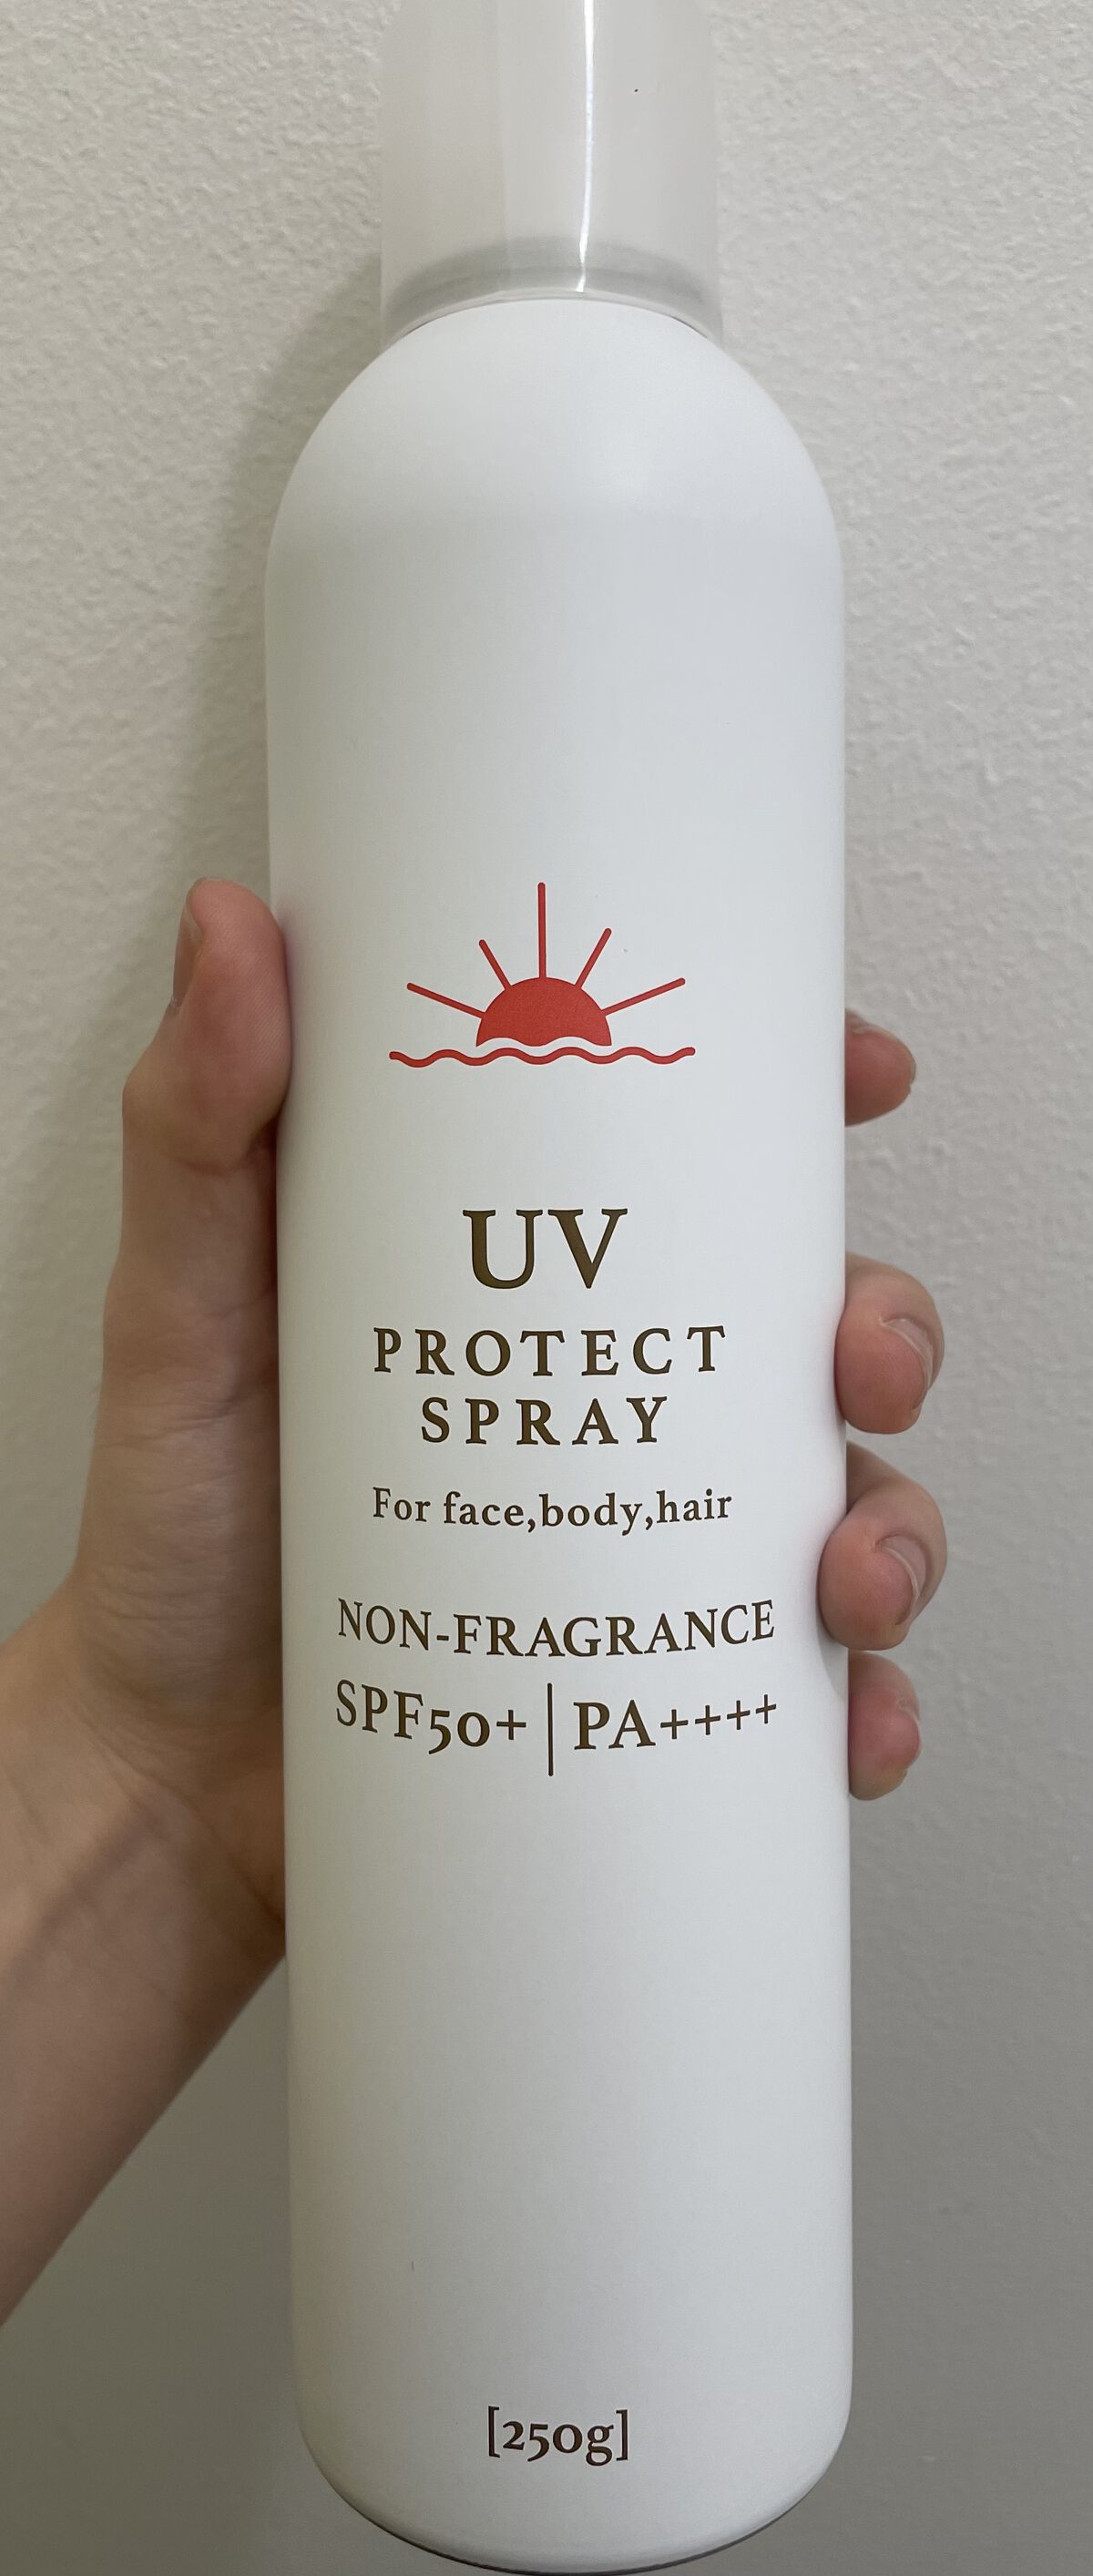 UV
PROTECT
SPRAY
For face,body,hair
NON-FRAGRANCE
SPF50+ | PA++++
[250g]